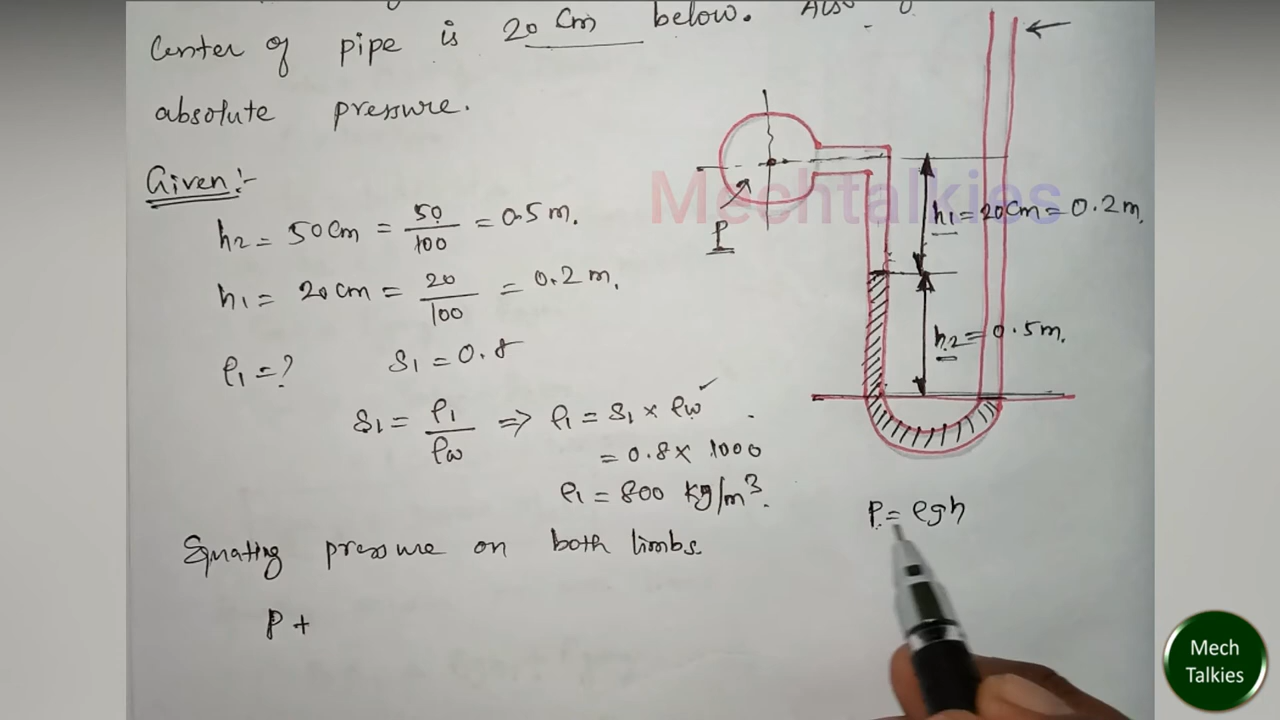 Center of pipe is 20 Cm below. Also
absolute pressure.
Given:-
h2 = 50 Cm = 50/100 = 0.5 m.
h1 = 20 cm = 20/100 = 0.2 m.
ρ1 = ? S1 = 0.8
S1 = ρ1/ρw ⇒ ρ1 = S1 × ρw ✓
= 0.8 × 1000
ρ1 = 800 kg/m³.
Equating pressure on both limbs
P +
P
h1 = 20 Cm = 0.2 m.
h2 = 0.5 m.
P = ρgh
Mechtalkies
Mech
Talkies